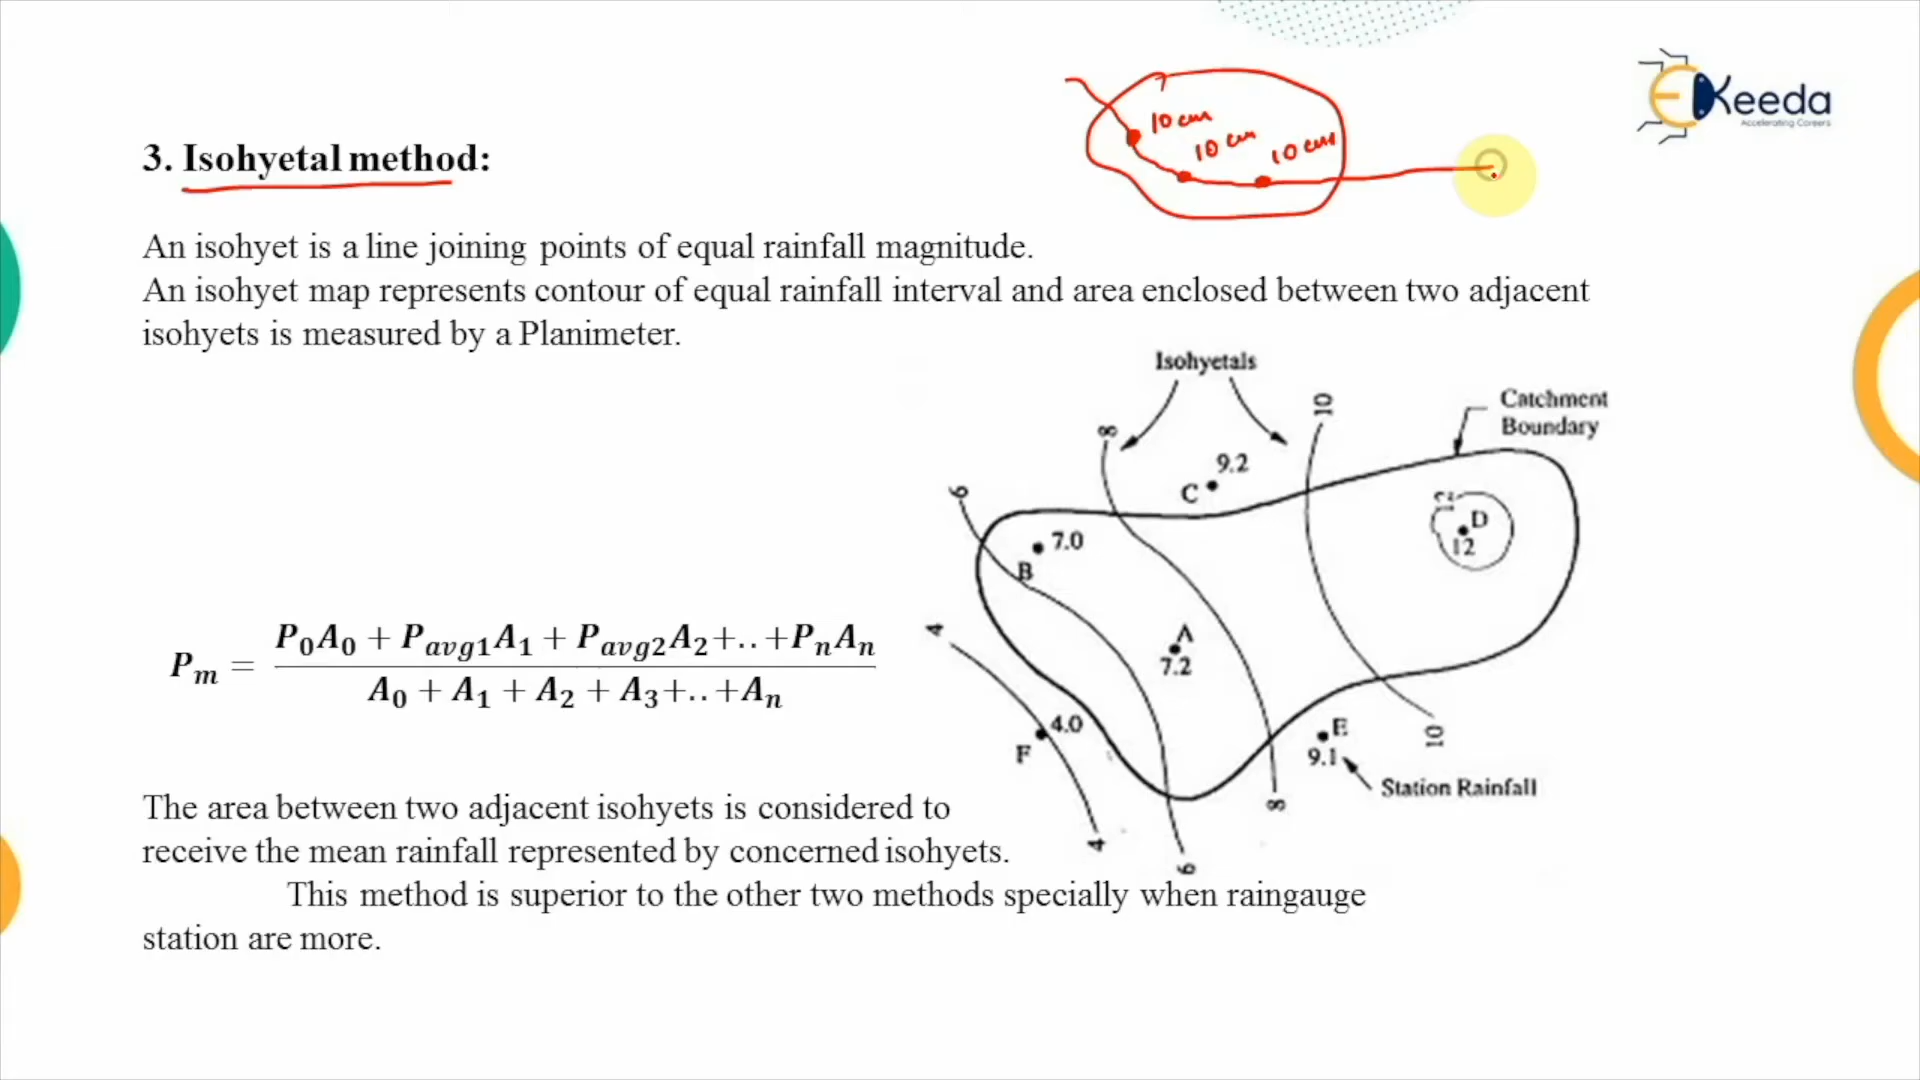 Keeda
Accelerating Careers
10 cm
10 cm
10 cm
3. Isohyetal method:
An isohyet is a line joining points of equal rainfall magnitude.
An isohyet map represents contour of equal rainfall interval and area enclosed between two adjacent
isohyets is measured by a Planimeter.
Isohyetals
10
Catchment
Boundary
8
9.2
C
6
12
D
12
7.0
B
4
A
7.2
4.0
F
E
9.1
10
Station Rainfall
8
4
6
P_m = (P_0A_0 + P_avg1A_1 + P_avg2A_2+..+P_nA_n) / (A_0 + A_1 + A_2 + A_3+..+A_n)
The area between two adjacent isohyets is considered to
receive the mean rainfall represented by concerned isohyets.
This method is superior to the other two methods specially when raingauge
station are more.